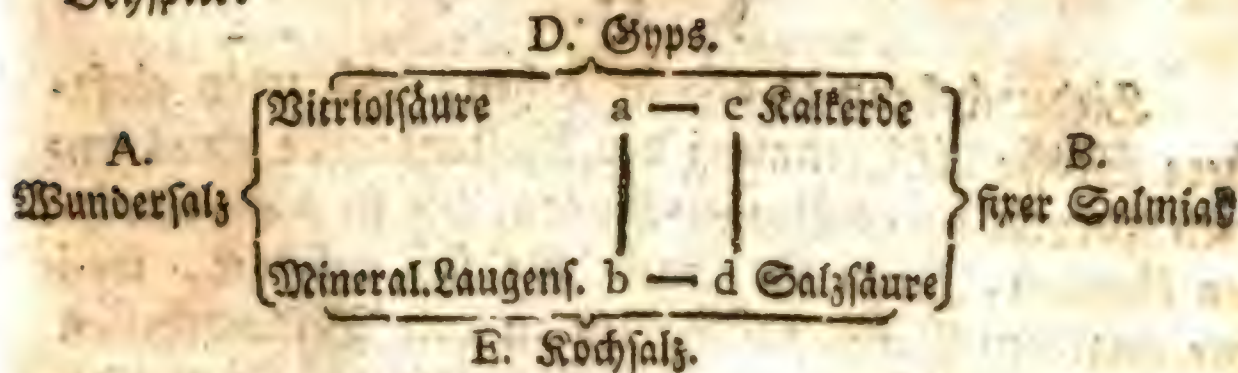 D. Gyps.
Vitriolsäure a — c Kalkerde
A. B.
Wundersalz fixer Salmiak
Mineral. Laugens. b — d Salzsäure
E. Kochsalz.